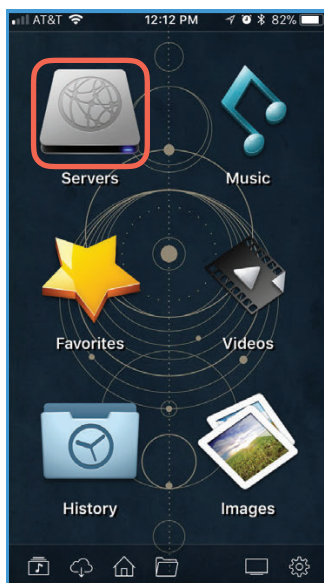 AT&T 12:12 PM 82%
Servers Music
Favorites Videos
History Images